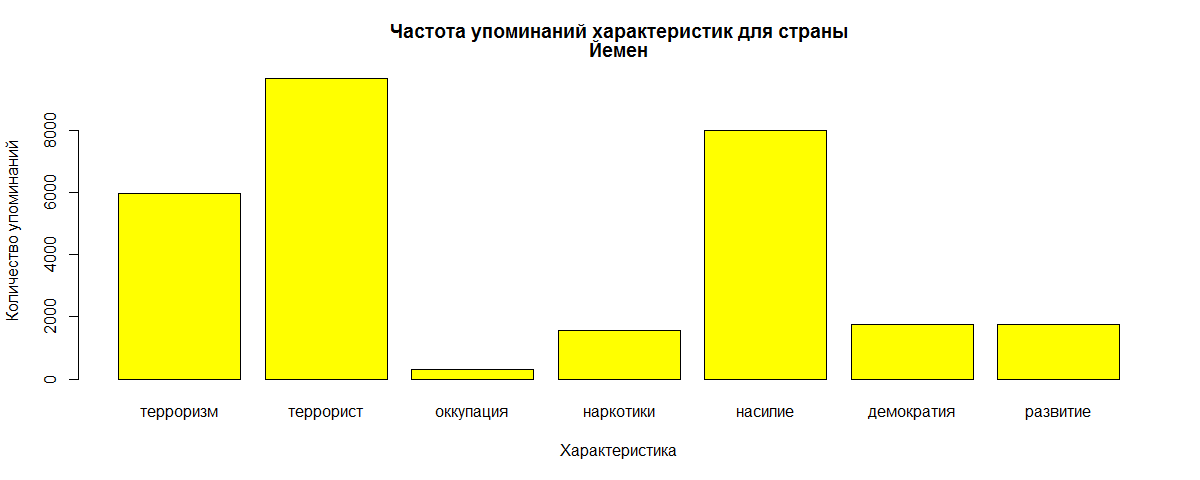 Частота упоминаний характеристик для страны
Йемен
Количество упоминаний
8000
6000
4000
2000
0
терроризм террорист оккупация наркотики насилие демократия развитие
Характеристика